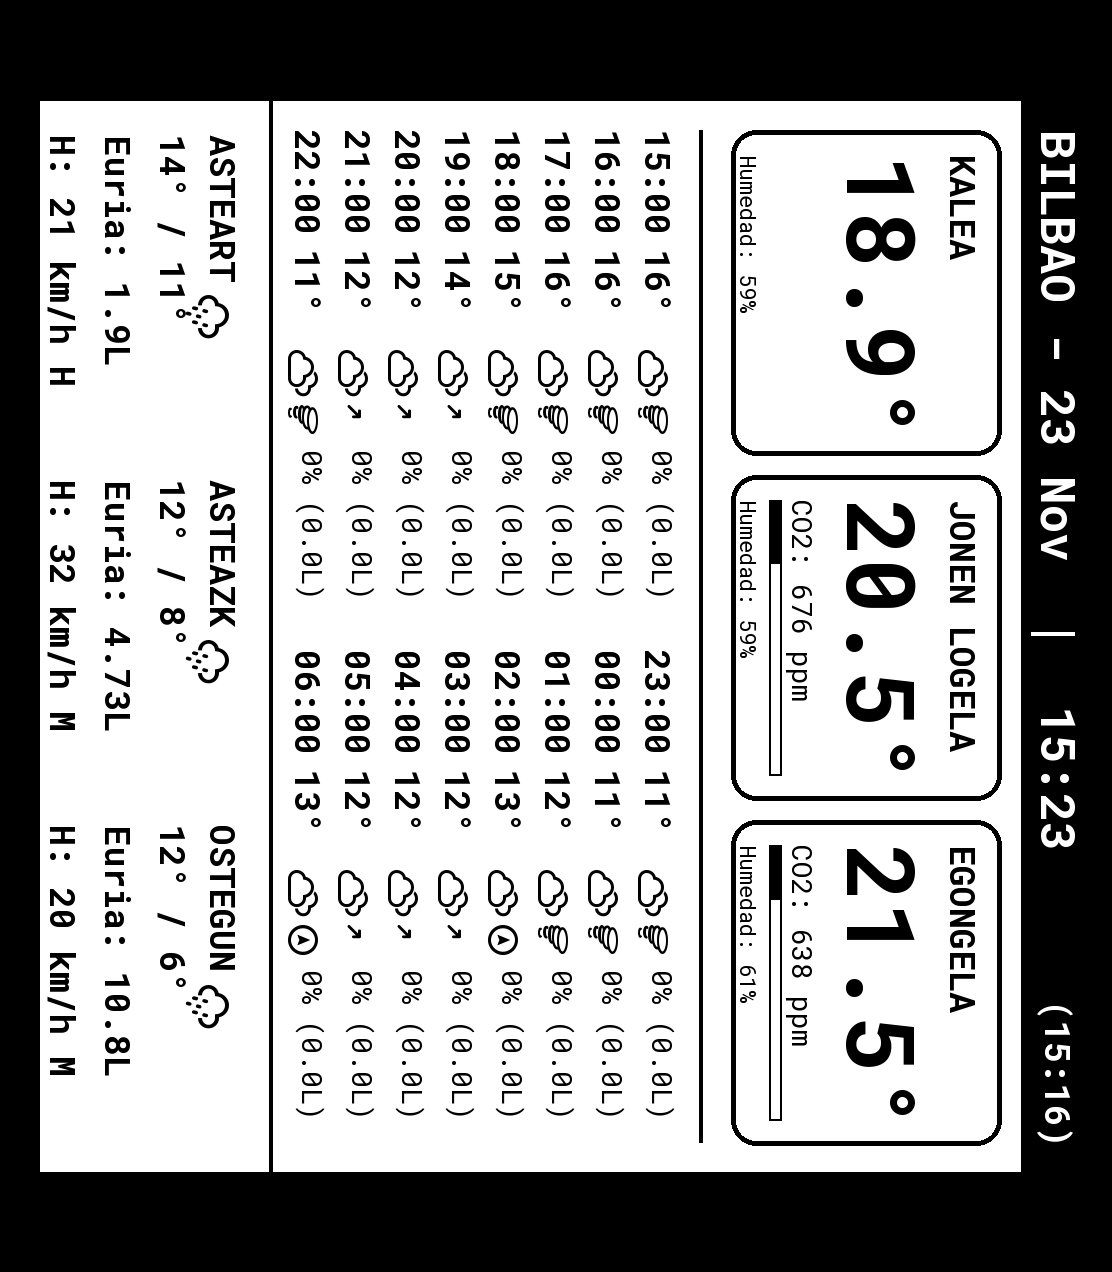 BILBAO - 23 Nov | 15:23 (15:16)
KALEA
18.9°
Humedad: 59%
JONEN LOGELA
20.5°
CO2: 676 ppm
Humedad: 59%
EGONGELA
21.5°
CO2: 638 ppm
Humedad: 61%
15:00 16° 0% (0.0L)
16:00 16° 0% (0.0L)
17:00 16° 0% (0.0L)
18:00 15° 0% (0.0L)
19:00 14° 0% (0.0L)
20:00 12° 0% (0.0L)
21:00 12° 0% (0.0L)
22:00 11° 0% (0.0L)
23:00 11° 0% (0.0L)
00:00 11° 0% (0.0L)
01:00 12° 0% (0.0L)
02:00 13° 0% (0.0L)
03:00 12° 0% (0.0L)
04:00 12° 0% (0.0L)
05:00 12° 0% (0.0L)
06:00 13° 0% (0.0L)
ASTEART
14° / 11°
Euria: 1.9L
H: 21 km/h H
ASTEAZK
12° / 8°
Euria: 4.73L
H: 32 km/h M
OSTEGUN
12° / 6°
Euria: 10.8L
H: 20 km/h M